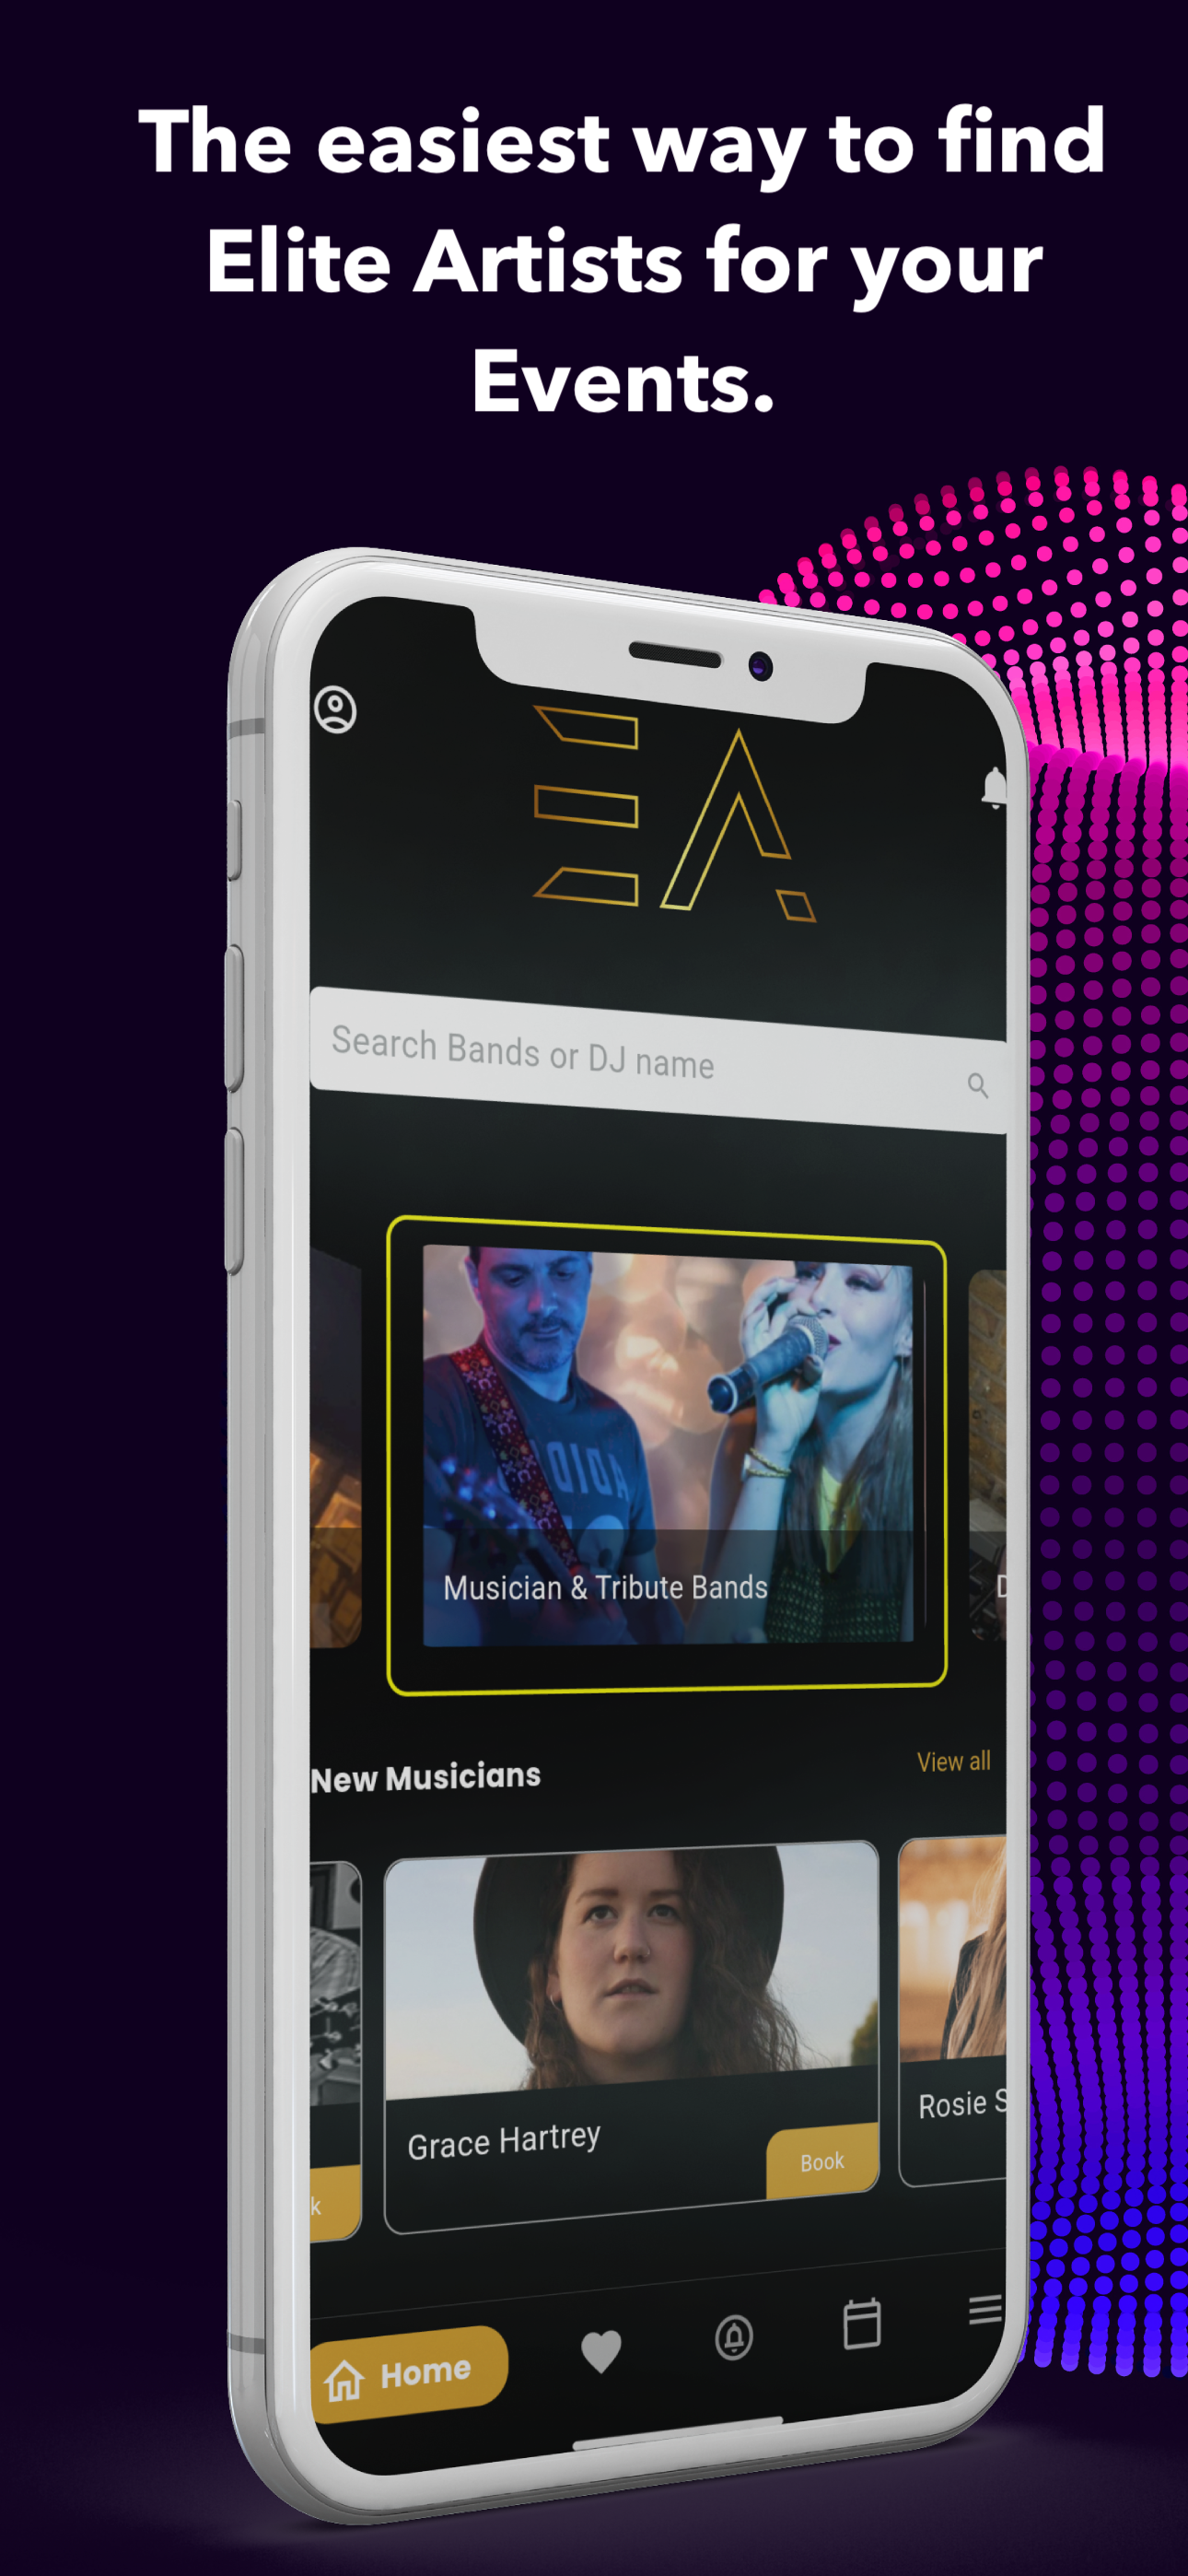 The easiest way to find
Elite Artists for your
Events.
EA
Search Bands or DJ name
Musician & Tribute Bands
D
New Musicians
View all
Grace Hartrey
Book
Rosie S
k
Home